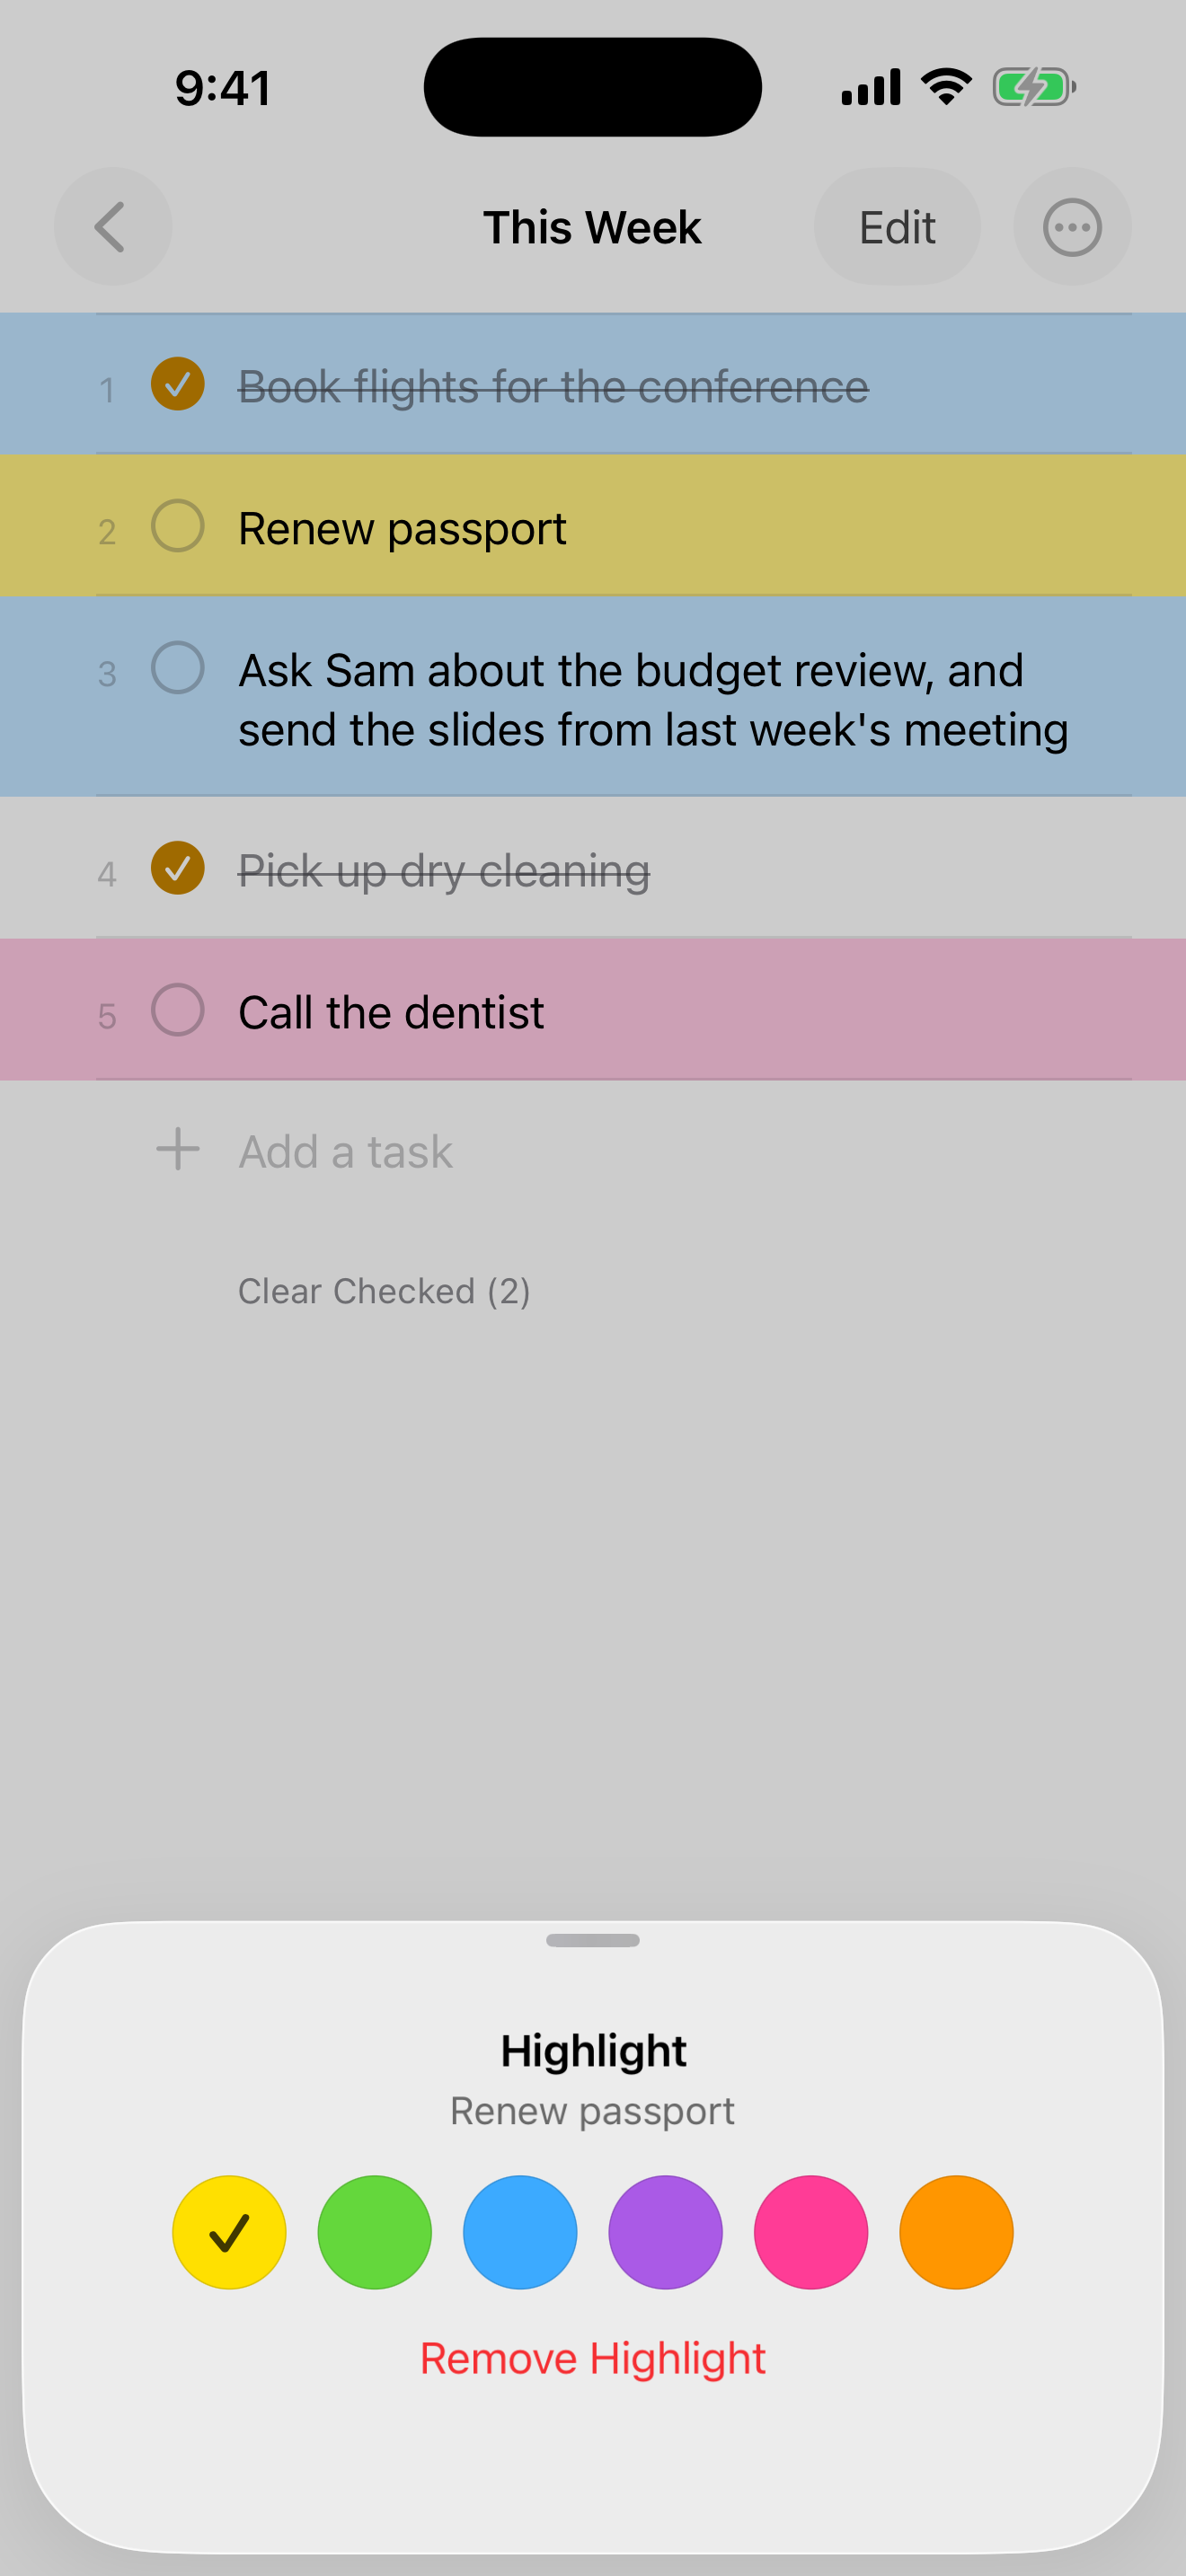 9:41
This Week
Edit
1 Book flights for the conference
2 Renew passport
3 Ask Sam about the budget review, and
send the slides from last week's meeting
4 Pick up dry cleaning
5 Call the dentist
Add a task
Clear Checked (2)
Highlight
Renew passport
Remove Highlight